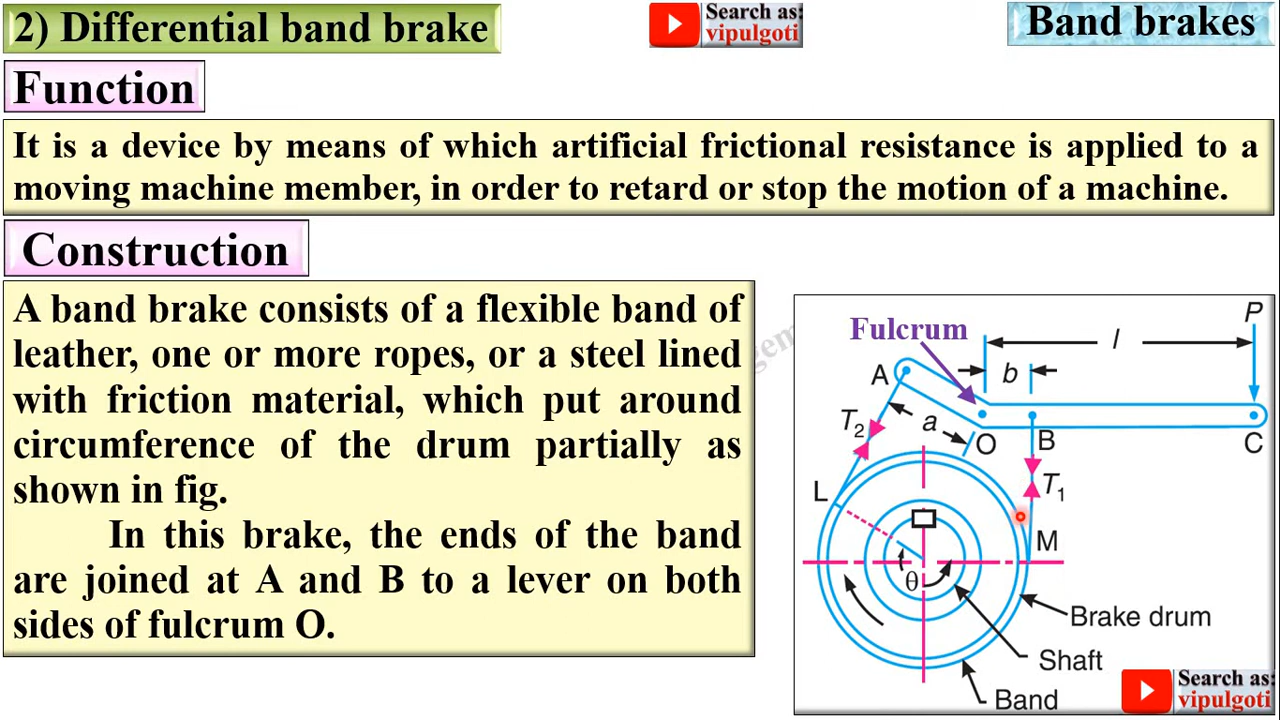 2) Differential band brake
Search as:
vipulgoti
Band brakes
Function
It is a device by means of which artificial frictional resistance is applied to a
moving machine member, in order to retard or stop the motion of a machine.
Construction
A band brake consists of a flexible band of
leather, one or more ropes, or a steel lined
with friction material, which put around
circumference of the drum partially as
shown in fig.
In this brake, the ends of the band
are joined at A and B to a lever on both
sides of fulcrum O.
Fulcrum
l
P
A
b
T2
a
O
B
C
L
T1
M
θ
Brake drum
Shaft
Band
Search as:
vipulgoti